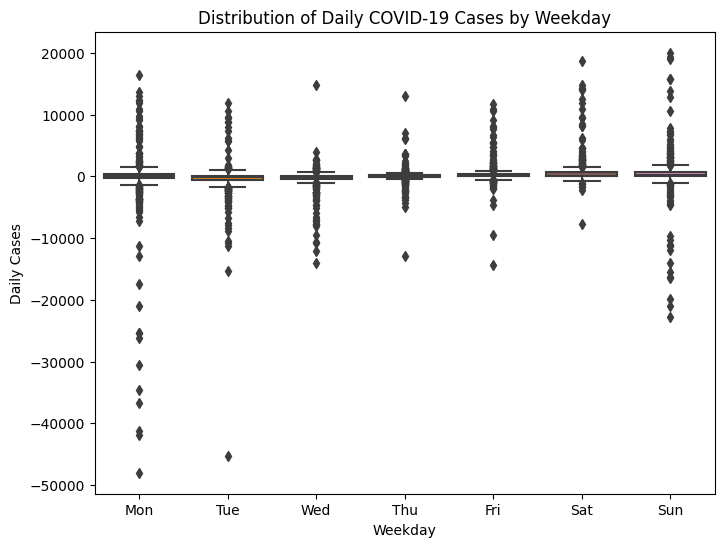 Distribution of Daily COVID-19 Cases by Weekday
20000
10000
0
−10000
−20000
−30000
−40000
−50000
Daily Cases
Mon Tue Wed Thu Fri Sat Sun
Weekday